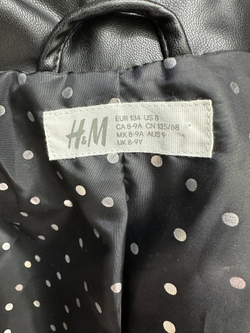 H&M
EUR 134 US 8
CA 8-9A CN 135/68
MX 8-9A AUS 9
UK 8-9Y